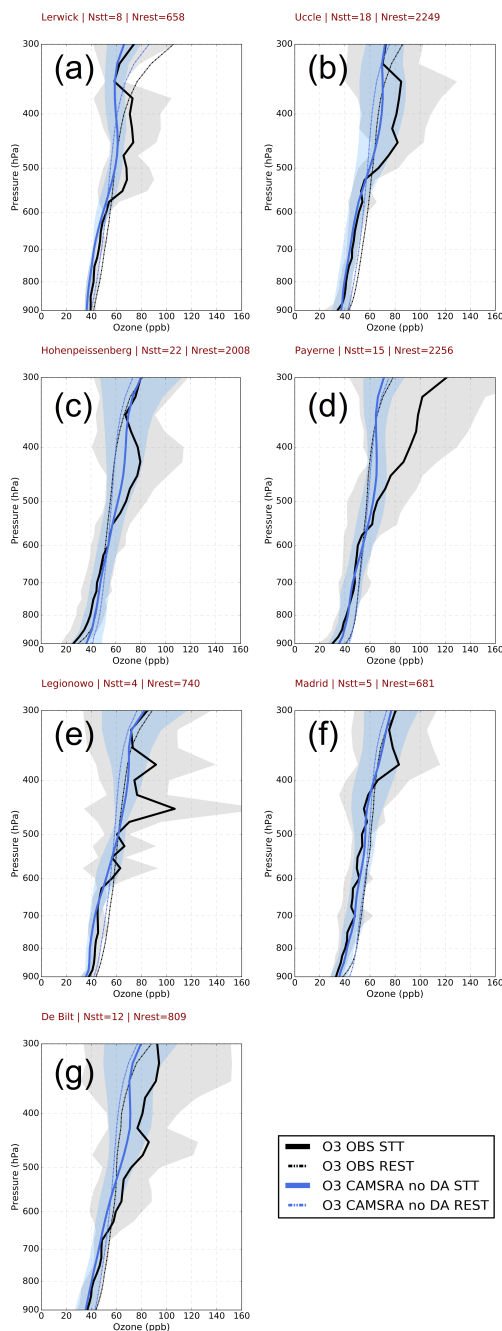 Lerwick | Nstt=8 | Nrest=658
(a)
Pressure (hPa)
300
400
500
600
700
800
900
0 20 40 60 80 100 120 140 160
Ozone (ppb)
Uccle | Nstt=18 | Nrest=2249
(b)
Pressure (hPa)
300
400
500
600
700
800
900
0 20 40 60 80 100 120 140 160
Ozone (ppb)
Hohenpeissenberg | Nstt=22 | Nrest=2008
(c)
Pressure (hPa)
300
400
500
600
700
800
900
0 20 40 60 80 100 120 140 160
Ozone (ppb)
Payerne | Nstt=15 | Nrest=2256
(d)
Pressure (hPa)
300
400
500
600
700
800
900
0 20 40 60 80 100 120 140 160
Ozone (ppb)
Legionowo | Nstt=4 | Nrest=740
(e)
Pressure (hPa)
300
400
500
600
700
800
900
0 20 40 60 80 100 120 140 160
Ozone (ppb)
Madrid | Nstt=5 | Nrest=681
(f)
Pressure (hPa)
300
400
500
600
700
800
900
0 20 40 60 80 100 120 140 160
Ozone (ppb)
De Bilt | Nstt=12 | Nrest=809
(g)
Pressure (hPa)
300
400
500
600
700
800
900
0 20 40 60 80 100 120 140 160
Ozone (ppb)
O3 OBS STT
O3 OBS REST
O3 CAMSRA no DA STT
O3 CAMSRA no DA REST